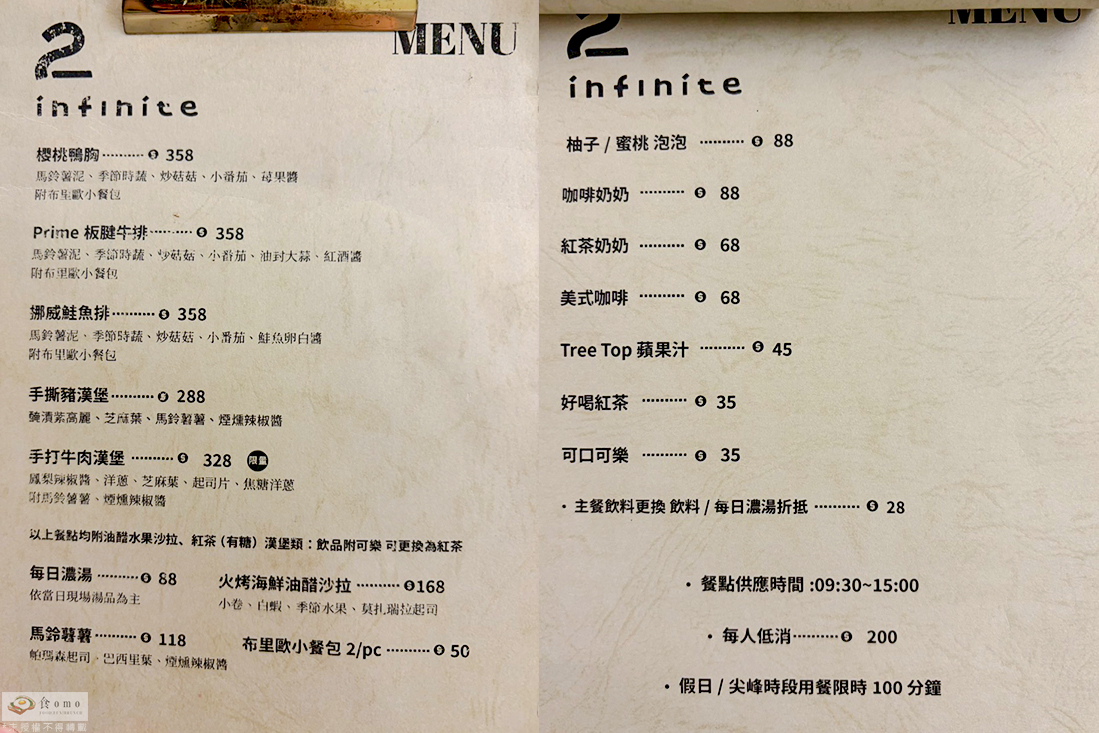 2
MENU
infinite
櫻桃鴨胸·········$ 358
馬鈴薯泥、季節時蔬、炒菇菇、小番茄、莓果醬
附布里歐小餐包
Prime 板腱牛排·········$ 358
馬鈴薯泥、季節時蔬、炒菇菇、小番茄、油封大蒜、紅酒醬
附布里歐小餐包
挪威鮭魚排·········$ 358
馬鈴薯泥、季節時蔬、炒菇菇、小番茄、鮭魚卵白醬
附布里歐小餐包
手撕豬漢堡·········$ 288
醃漬紫高麗、芝麻葉、馬鈴薯薯、煙燻辣椒醬
手打牛肉漢堡·········$ 328 限量
鳳梨辣椒醬、洋蔥、芝麻葉、起司片、焦糖洋蔥
附馬鈴薯薯、煙燻辣椒醬
以上餐點均附油醋水果沙拉、紅茶（有糖）漢堡類：飲品附可樂 可更換為紅茶
每日濃湯·········$ 88
依當日現場湯品為主
火烤海鮮油醋沙拉·········$168
小卷、白蝦、季節水果、莫扎瑞拉起司
馬鈴薯薯·········$ 118
帕瑪森起司、巴西里葉、煙燻辣椒醬
布里歐小餐包 2/pc·········$ 50
食omo
未授權不得轉載
2
MENU
infinite
柚子 / 蜜桃 泡泡·········$ 88
咖啡奶奶·········$ 88
紅茶奶奶·········$ 68
美式咖啡·········$ 68
Tree Top 蘋果汁·········$ 45
好喝紅茶·········$ 35
可口可樂·········$ 35
·主餐飲料更換 飲料 / 每日濃湯折抵·········$ 28
·餐點供應時間 :09:30~15:00
·每人低消·········$ 200
·假日 / 尖峰時段用餐限時 100 分鐘